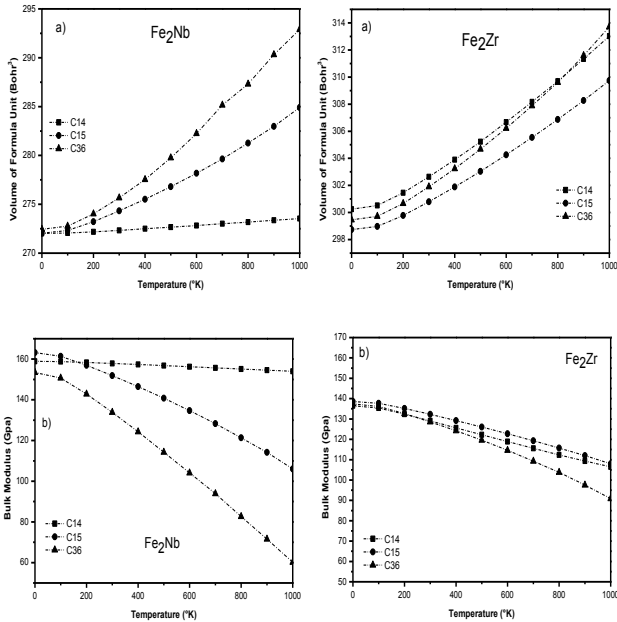 a)
Fe2Nb
295
290
285
280
275
270
Volume of Formula Unit (Bohr3)
C14
C15
C36
0
200
400
600
800
1000
Temperature (°K)
a)
Fe2Zr
314
312
310
308
306
304
302
300
298
Volume of Formula Unit (Bohr3)
C14
C15
C36
0
200
400
600
800
1000
Temperature (°K)
160
140
120
100
80
60
Bulk Modulus (Gpa)
b)
C14
C15
C36
Fe2Nb
0
200
400
600
800
1000
Temperature (°K)
b)
Fe2Zr
170
160
150
140
130
120
110
100
90
80
70
60
50
Bulk Modulus (Gpa)
C14
C15
C36
0
200
400
600
800
1000
Temperature (°K)